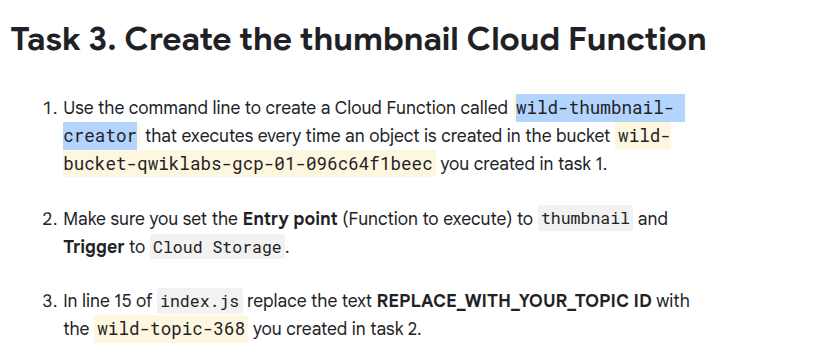 Task 3. Create the thumbnail Cloud Function
1. Use the command line to create a Cloud Function called wild-thumbnail-
creator that executes every time an object is created in the bucket wild-
bucket-qwiklabs-gcp-01-096c64f1beec you created in task 1.
2. Make sure you set the Entry point (Function to execute) to thumbnail and
Trigger to Cloud Storage.
3. In line 15 of index.js replace the text REPLACE_WITH_YOUR_TOPIC ID with
the wild-topic-368 you created in task 2.